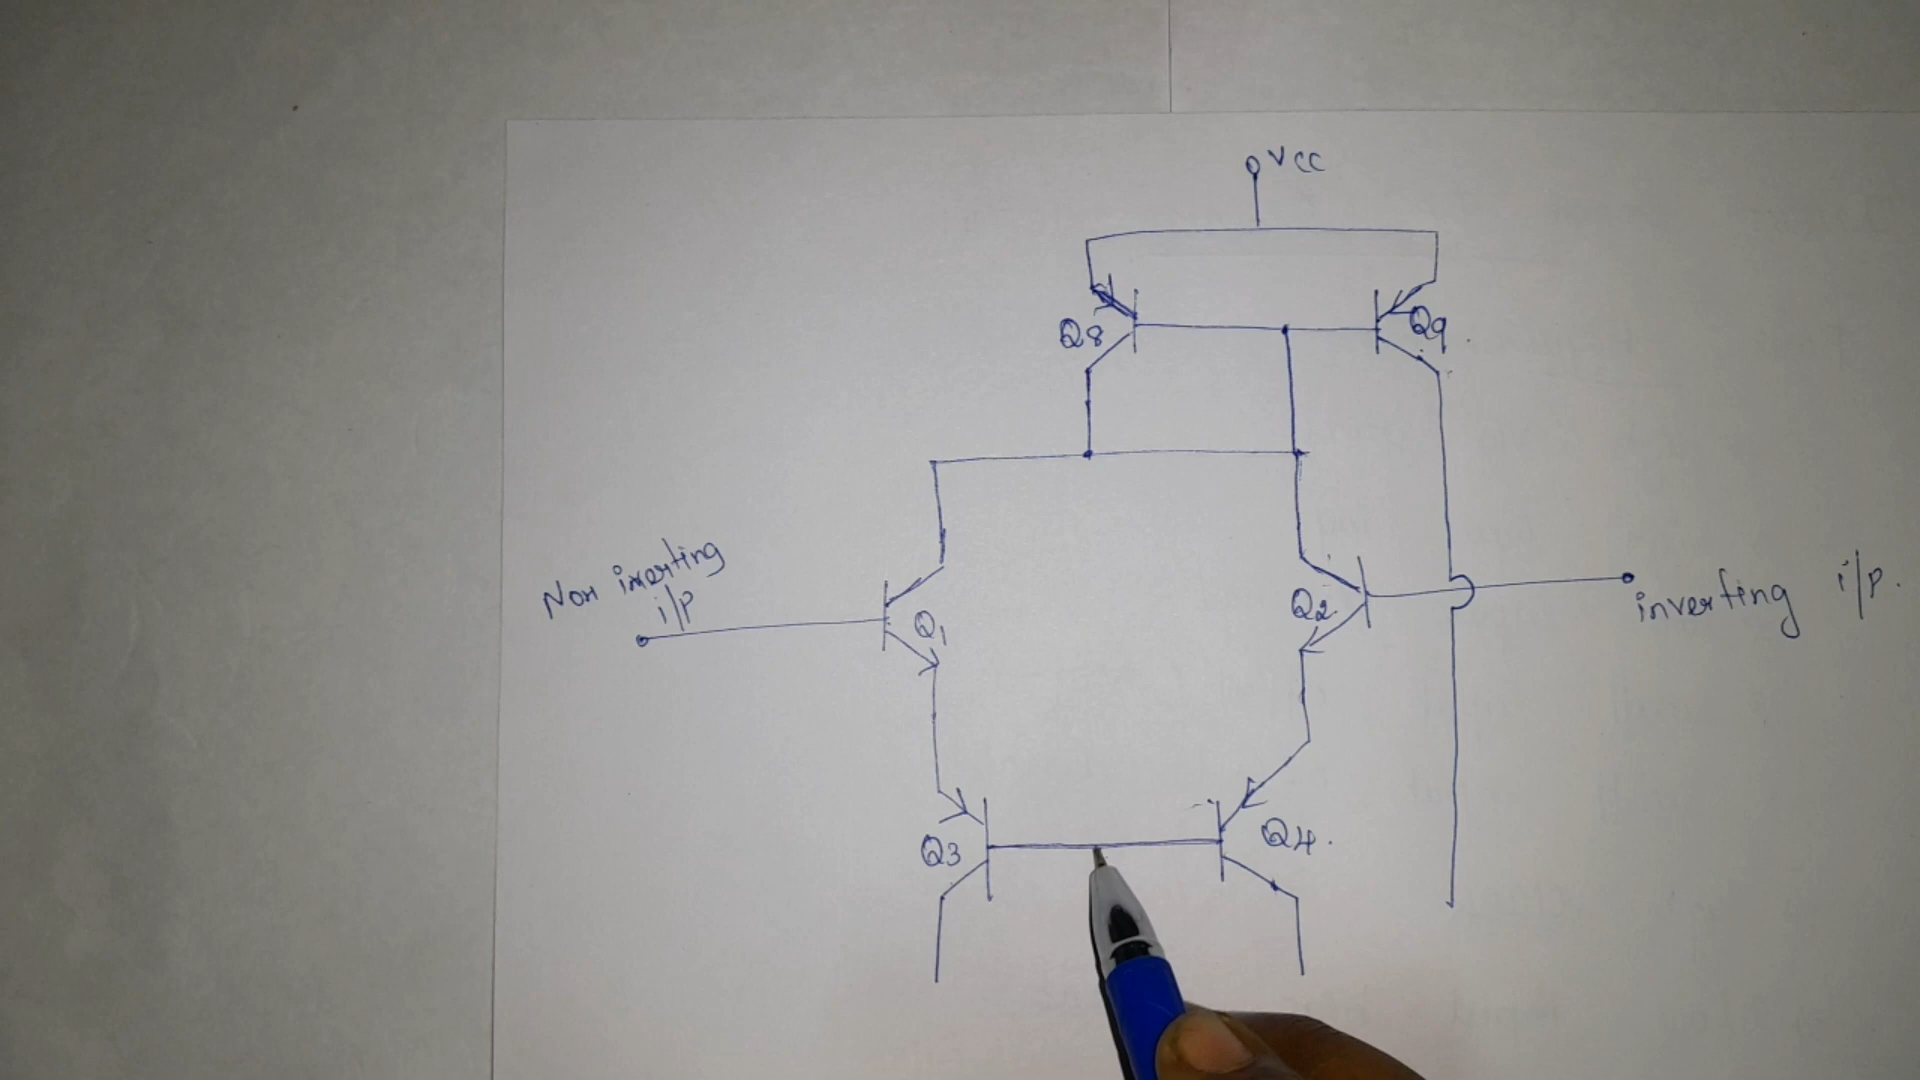 VCC
Q8
Q9
Non inverting
i/p
Q1
Q2
inverting i/p.
Q3
Q4.